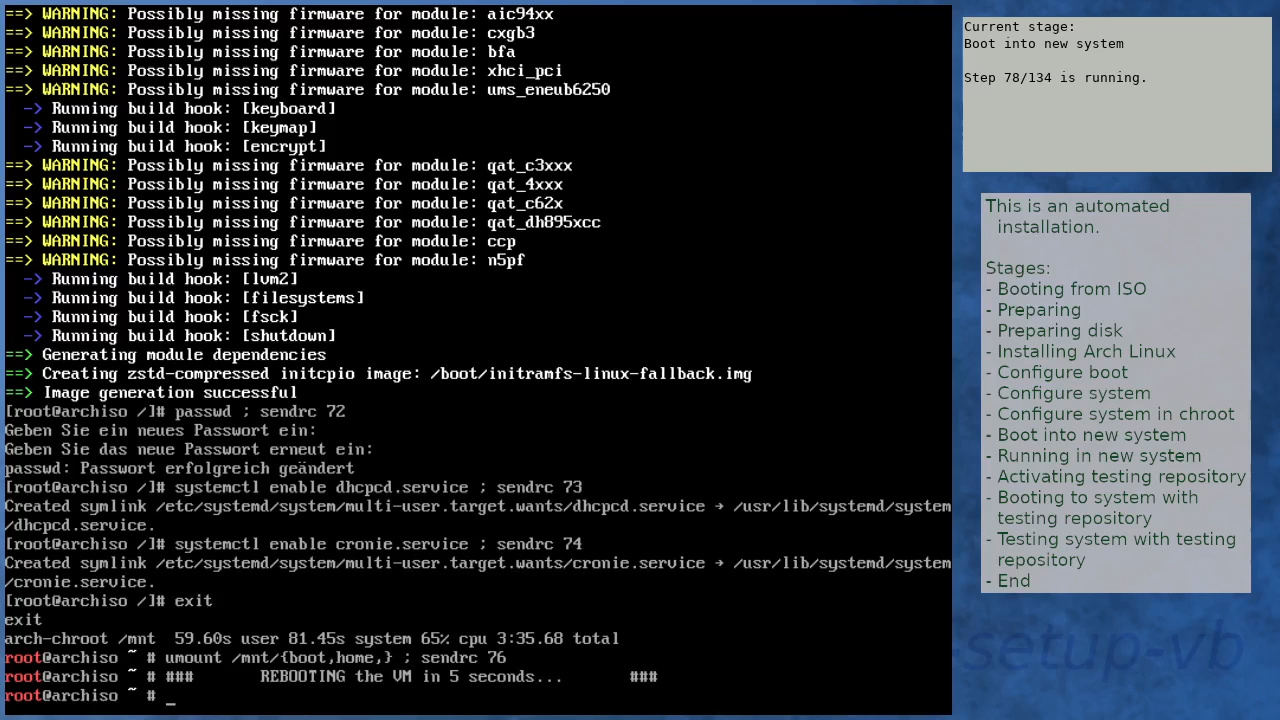 ==> WARNING: Possibly missing firmware for module: aic94xx
==> WARNING: Possibly missing firmware for module: cxgb3
==> WARNING: Possibly missing firmware for module: bfa
==> WARNING: Possibly missing firmware for module: xhci_pci
==> WARNING: Possibly missing firmware for module: ums_eneub6250
  -> Running build hook: [keyboard]
  -> Running build hook: [keymap]
  -> Running build hook: [encrypt]
==> WARNING: Possibly missing firmware for module: qat_c3xxx
==> WARNING: Possibly missing firmware for module: qat_4xxx
==> WARNING: Possibly missing firmware for module: qat_c62x
==> WARNING: Possibly missing firmware for module: qat_dh895xcc
==> WARNING: Possibly missing firmware for module: ccp
==> WARNING: Possibly missing firmware for module: n5pf
  -> Running build hook: [lvm2]
  -> Running build hook: [filesystems]
  -> Running build hook: [fsck]
  -> Running build hook: [shutdown]
==> Generating module dependencies
==> Creating zstd-compressed initcpio image: /boot/initramfs-linux-fallback.img
==> Image generation successful
[root@archiso /]# passwd ; sendrc 72
Geben Sie ein neues Passwort ein:
Geben Sie das neue Passwort erneut ein:
passwd: Passwort erfolgreich geändert
[root@archiso /]# systemctl enable dhcpcd.service ; sendrc 73
Created symlink /etc/systemd/system/multi-user.target.wants/dhcpcd.service → /usr/lib/systemd/system
/dhcpcd.service.
[root@archiso /]# systemctl enable cronie.service ; sendrc 74
Created symlink /etc/systemd/system/multi-user.target.wants/cronie.service → /usr/lib/systemd/system
/cronie.service.
[root@archiso /]# exit
exit
arch-chroot /mnt  59.60s user 81.45s system 65% cpu 3:35.68 total
root@archiso ~ # umount /mnt/{boot,home,} ; sendrc 76
root@archiso ~ # ###       REBOOTING the VM in 5 seconds...       ###
root@archiso ~ # _
Current stage:
Boot into new system
Step 78/134 is running.
This is an automated
installation.
Stages:
- Booting from ISO
- Preparing
- Preparing disk
- Installing Arch Linux
- Configure boot
- Configure system
- Configure system in chroot
- Boot into new system
- Running in new system
- Activating testing repository
- Booting to system with
testing repository
- Testing system with testing
repository
- End
-setup-vb